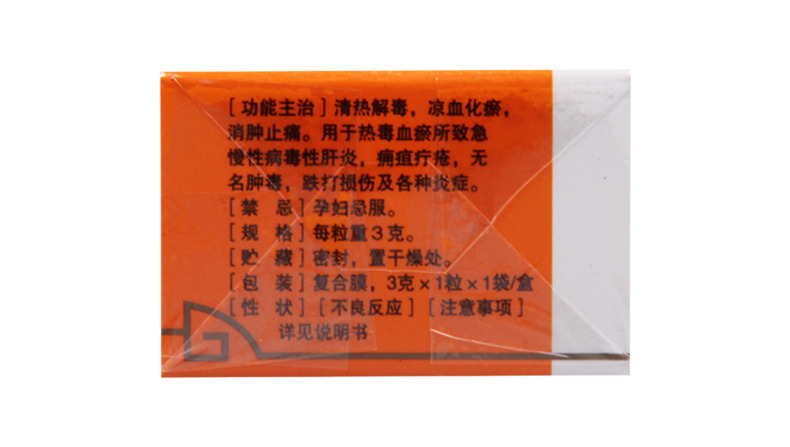 [功能主治]清热解毒，凉血化瘀，
消肿止痛。用于热毒血瘀所致急
慢性病毒性肝炎，痈疽疔疮，无
名肿毒，跌打损伤及各种炎症。
[禁 忌]孕妇忌服。
[规 格]每粒重3克。
[贮 藏]密封，置干燥处。
[包 装]复合膜，3克×1粒×1袋/盒
[性 状][不良反应][注意事项]
详见说明书